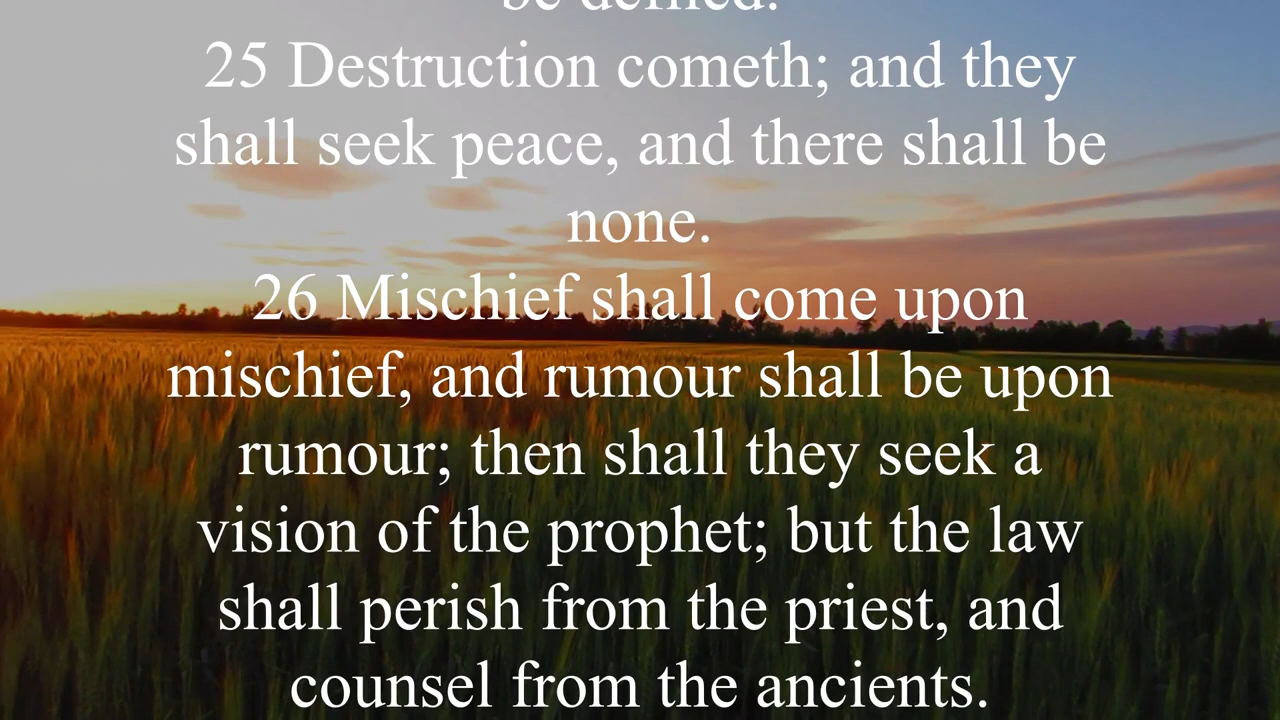 be defiled.
25 Destruction cometh; and they
shall seek peace, and there shall be
none.
26 Mischief shall come upon
mischief, and rumour shall be upon
rumour; then shall they seek a
vision of the prophet; but the law
shall perish from the priest, and
counsel from the ancients.